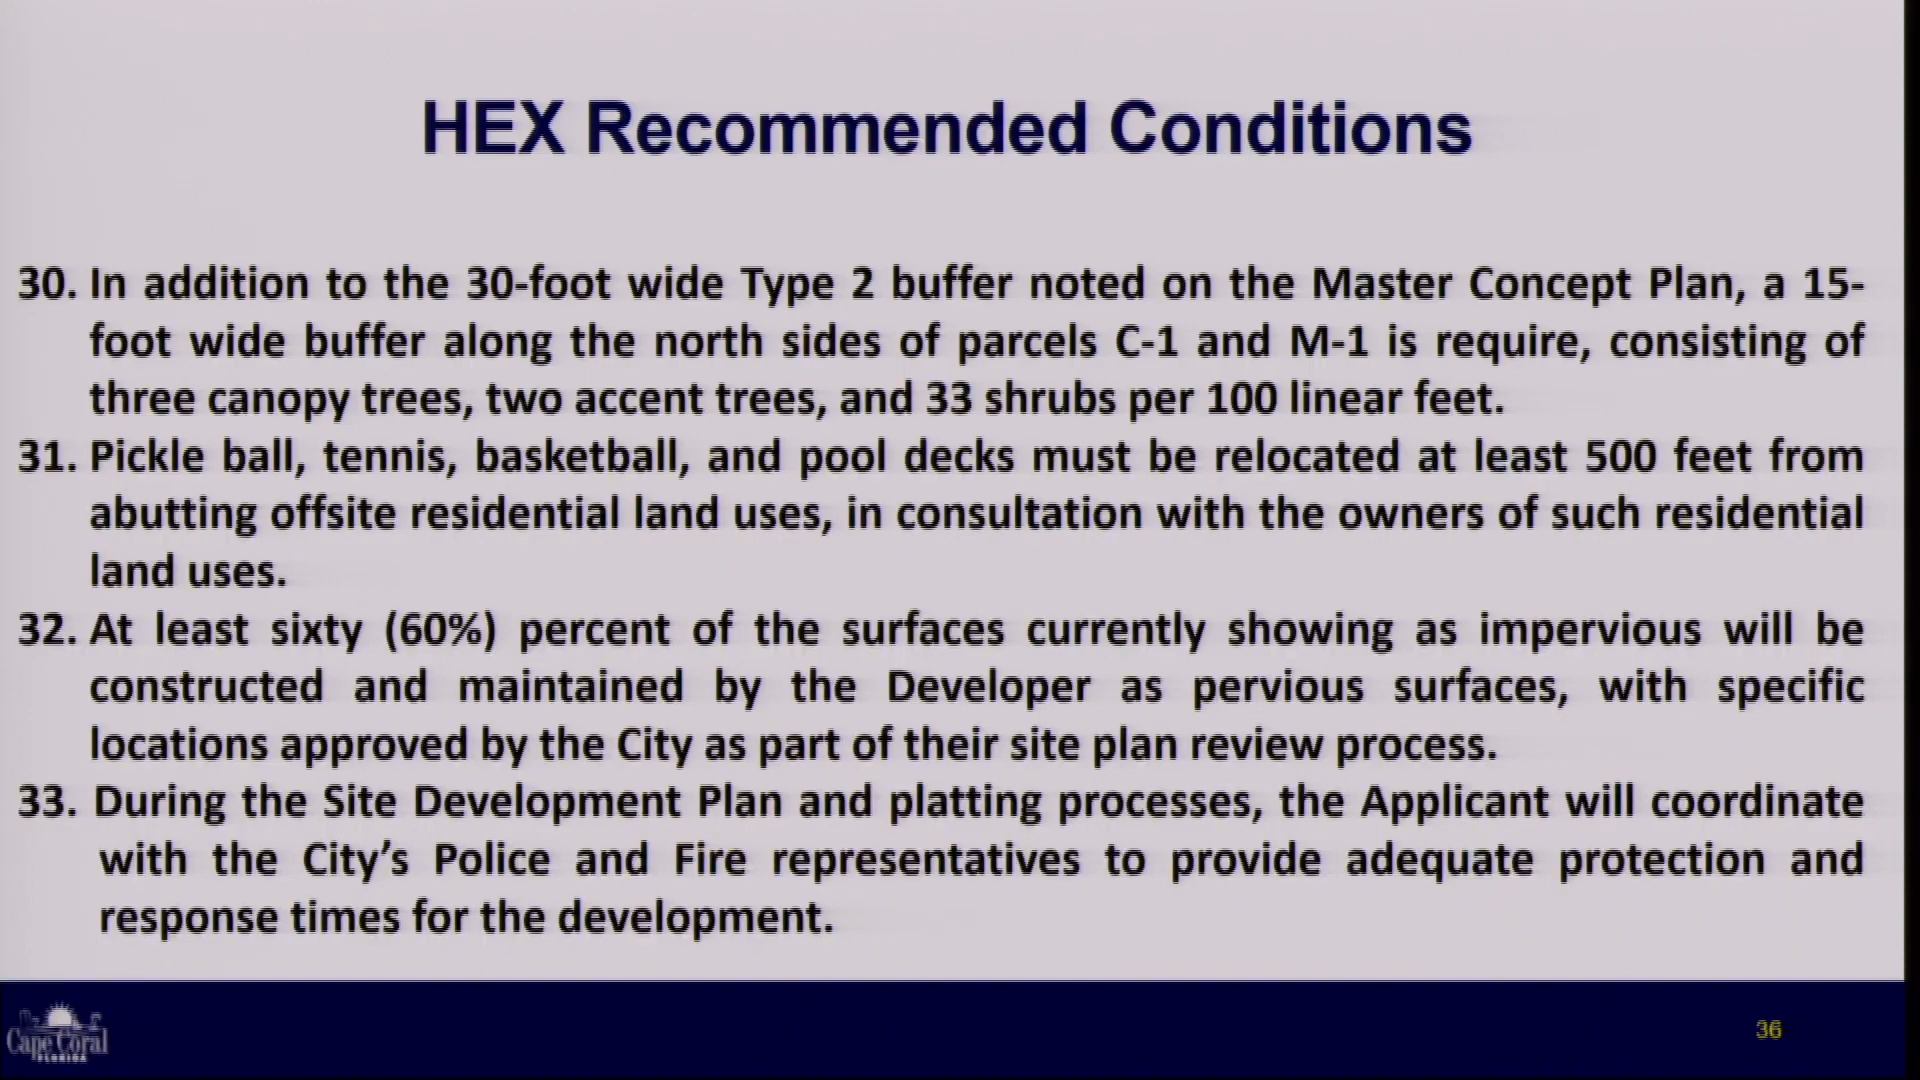 HEX Recommended Conditions
30. In addition to the 30-foot wide Type 2 buffer noted on the Master Concept Plan, a 15-
foot wide buffer along the north sides of parcels C-1 and M-1 is require, consisting of
three canopy trees, two accent trees, and 33 shrubs per 100 linear feet.
31. Pickle ball, tennis, basketball, and pool decks must be relocated at least 500 feet from
abutting offsite residential land uses, in consultation with the owners of such residential
land uses.
32. At least sixty (60%) percent of the surfaces currently showing as impervious will be
constructed and maintained by the Developer as pervious surfaces, with specific
locations approved by the City as part of their site plan review process.
33. During the Site Development Plan and platting processes, the Applicant will coordinate
with the City’s Police and Fire representatives to provide adequate protection and
response times for the development.
Cape Coral
FLORIDA
36